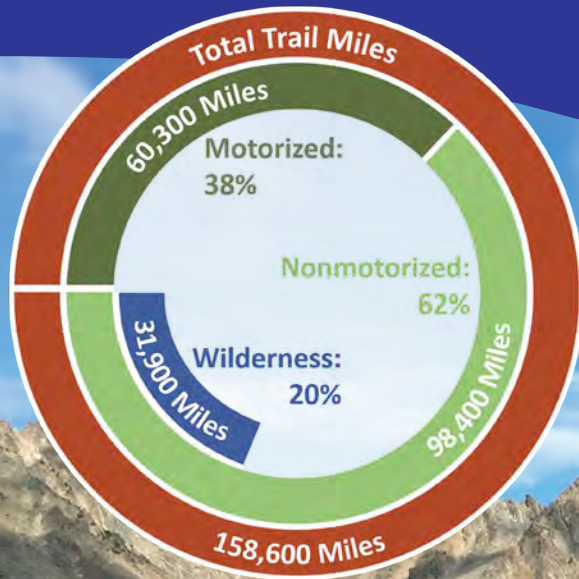 Total Trail Miles
60,300 Miles
Motorized:
38%
Nonmotorized:
62%
98,400 Miles
Wilderness:
20%
31,900 Miles
158,600 Miles